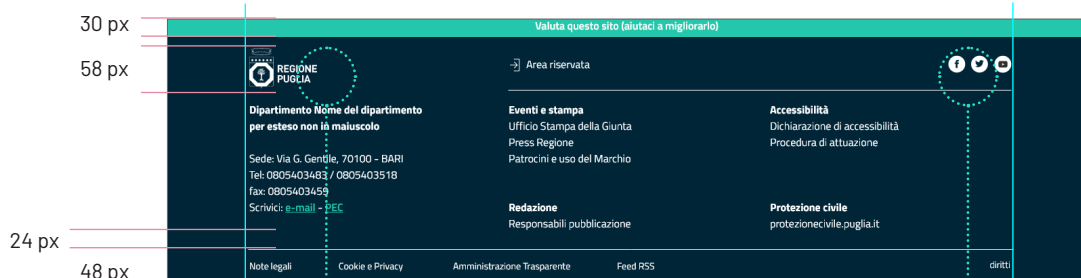 30 px
Valuta questo sito (aiutaci a migliorarlo)
58 px
REGIONE
PUGLIA
Area riservata
Dipartimento Nome del dipartimento
per esteso non in maiuscolo
Sede: Via G. Gentile, 70100 - BARI
Tel: 0805403483 / 0805403518
fax: 0805403459
Scrivici: e-mail - PEC
Eventi e stampa
Ufficio Stampa della Giunta
Press Regione
Patrocini e uso del Marchio
Accessibilità
Dichiarazione di accessibilità
Procedura di attuazione
Redazione
Responsabili pubblicazione
Protezione civile
protezionecivile.puglia.it
24 px
48 px
Note legali
Cookie e Privacy
Amministrazione Trasparente
Feed RSS
diritti